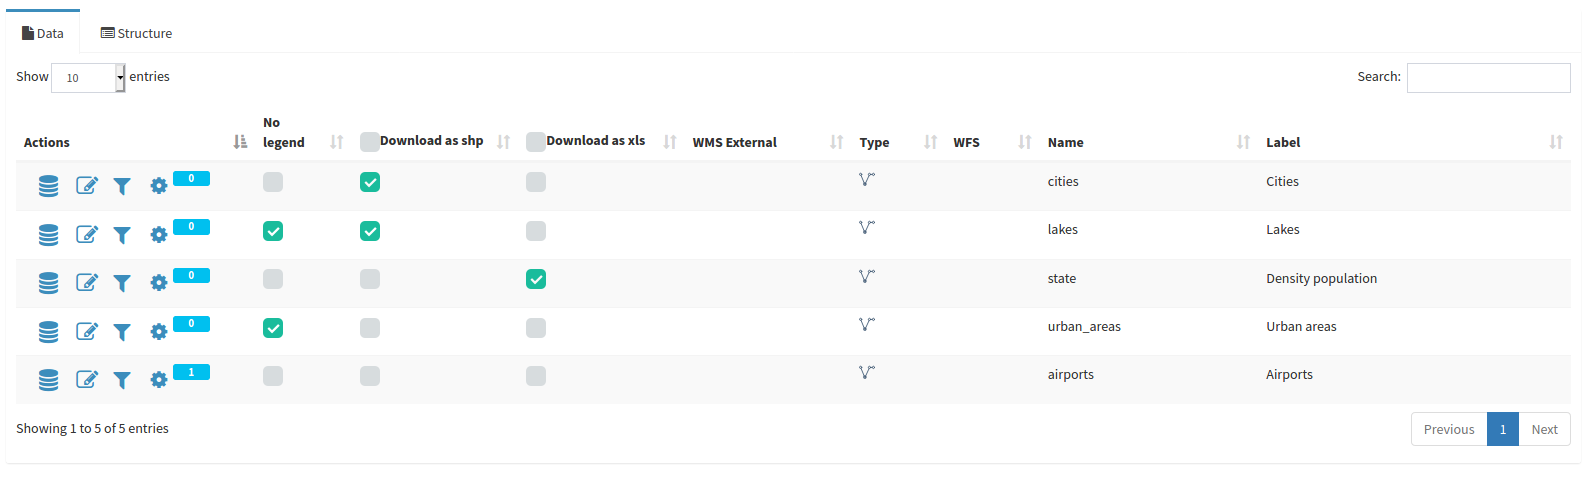 Data Structure
Show 10 entries Search:
Actions No legend Download as shp Download as xls WMS External Type WFS Name Label
0 cities Cities
0 lakes Lakes
0 state Density population
0 urban_areas Urban areas
1 airports Airports
Showing 1 to 5 of 5 entries Previous 1 Next